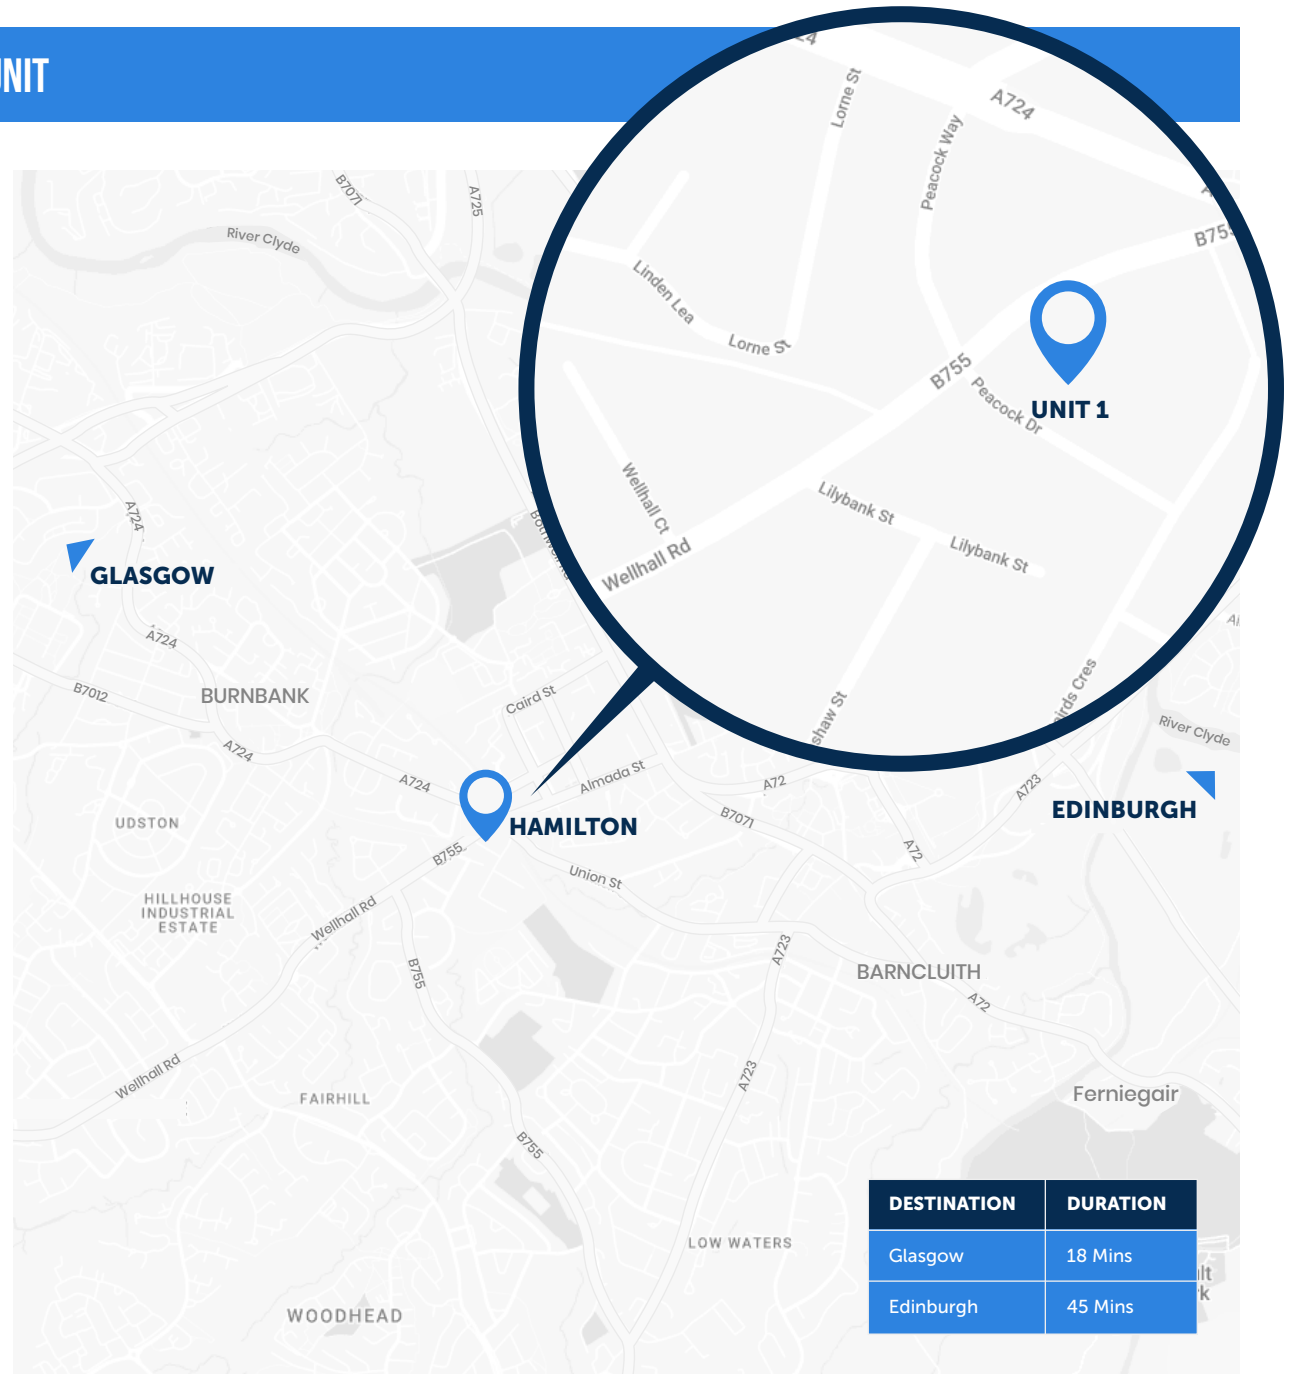 UNIT
A724
Lorne St
Peacock Way
B7071
A725
River Clyde
B755
Linden Lea
Lorne St
B755
Peacock Dr
UNIT 1
Wellhall Ct
Lilybank St
Lilybank St
Wellhall Rd
A724
GLASGOW
A724
B7012
BURNBANK
Caird St
A724
A724
Almada St
A72
B7071
A723
River Clyde
EDINBURGH
HAMILTON
UDSTON
B755
Union St
A72
HILLHOUSE
INDUSTRIAL
ESTATE
Wellhall Rd
B755
A723
BARNCLUITH
A72
Wellhall Rd
FAIRHILL
A723
Ferniegair
B755
LOW WATERS
WOODHEAD
DESTINATION DURATION
Glasgow 18 Mins
Edinburgh 45 Mins